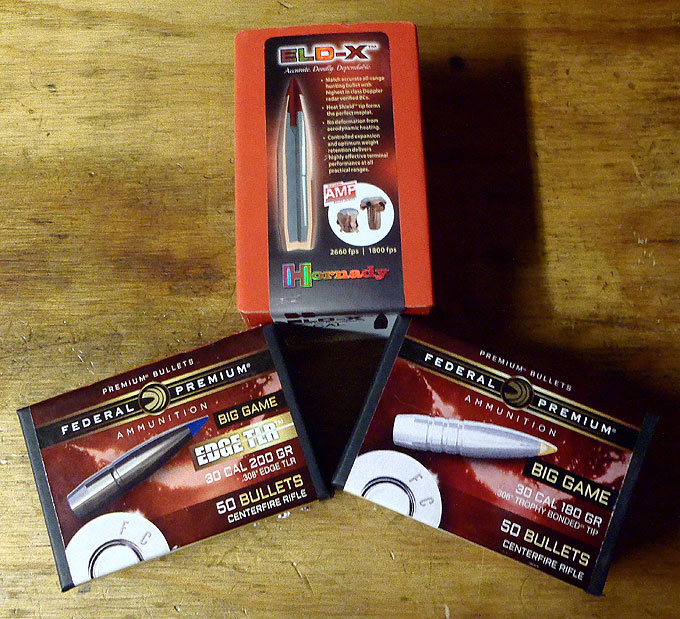 ELD-X™
Accurate. Deadly. Dependable.
• Match accurate all-range
hunting bullet with
highest in class Doppler
radar verified BCs.
• Heat Shield™ tip forms
the perfect meplat.
• No deformation from
aerodynamic heating.
• Controlled expansion
and optimum weight
retention delivers
highly effective terminal
performance at all
practical ranges.
AMP
2660 fps | 1800 fps
Hornady
ELD-X
PREMIUM® BULLETS
FEDERAL PREMIUM®
AMMUNITION
BIG GAME
EDGE TLR™
30 CAL 200 GR
.308" EDGE TLR
50 BULLETS
CENTERFIRE RIFLE
F C
PREMIUM® BULLETS
FEDERAL PREMIUM®
AMMUNITION
BIG GAME
30 CAL 180 GR
.308" TROPHY BONDED® TIP
50 BULLETS
CENTERFIRE RIFLE
F C